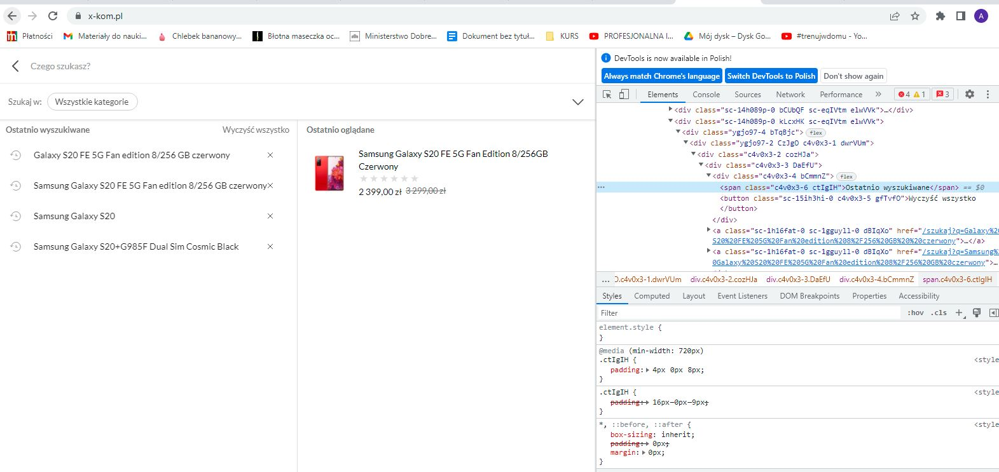 x-kom.pl
A
Płatności
Materiały do nauki...
Chlebek bananowy...
Błotna maseczka oc...
Ministerstwo Dobre...
Dokument bez tytuł...
KURS
PROFESJONALNA I...
Mój dysk – Dysk Go...
#trenujwdomu - Yo...
Czego szukasz?
Szukaj w:
Wszystkie kategorie
Ostatnio wyszukiwane
Wyczyść wszystko
Galaxy S20 FE 5G Fan edition 8/256 GB czerwony
Samsung Galaxy S20 FE 5G Fan edition 8/256 GB czerwony
Samsung Galaxy S20
Samsung Galaxy S20+G985F Dual Sim Cosmic Black
Ostatnio oglądane
Samsung Galaxy S20 FE 5G Fan Edition 8/256GB
Czerwony
2 399,00 zł 3 299,00 zł
DevTools is now available in Polish!
Always match Chrome's language
Switch DevTools to Polish
Don't show again
Elements
Console
Sources
Network
Performance
»
4
1
3
<div class="sc-14h089p-0 bCUbQF sc-eqIVtm elwVVk">…</div>
<div class="sc-14h089p-0 kLcxHK sc-eqIVtm elwVVk">
<div class="ygjo97-4 bTqBjc"> flex
<div class="ygjo97-2 CzJgO c4v0x3-1 dwrVUm">
<div class="c4v0x3-2 cozHJa">
<div class="c4v0x3-3 DaEfU">
<div class="c4v0x3-4 bCmmnZ"> flex
<span class="c4v0x3-6 ctIgIH">Ostatnio wyszukiwane</span> == $0
<button class="sc-15ih3hi-0 c4v0x3-5 gfTvfO">Wyczyść wszystko
</button>
</div>
<a class="sc-1h16fat-0 sc-1gguyll-0 dBIqXo" href="/szukaj?q=Galaxy%20
S20%20FE%205G%20Fan%20edition%208%2F256%20GB%20%20czerwony">…</a>
<a class="sc-1h16fat-0 sc-1gguyll-0 dBIqXo" href="/szukaj?q=Samsung%
0Galaxy%20S20%20FE%205G%20Fan%20edition%208%2F256%20GB%20czerwony">…
... O.c4v0x3-1.dwrVUm
div.c4v0x3-2.cozHJa
div.c4v0x3-3.DaEfU
div.c4v0x3-4.bCmmnZ
span.c4v0x3-6.ctIgIH
Styles
Computed
Layout
Event Listeners
DOM Breakpoints
Properties
Accessibility
Filter
:hov
.cls
+
element.style {
}
@media (min-width: 720px)
.ctIgIH {
<style
padding: 4px 0px 8px;
}
.ctIgIH {
<style
padding: 16px 0px 9px;
}
*, ::before, ::after {
<style
box-sizing: inherit;
padding: 0px;
margin: 0px;
}